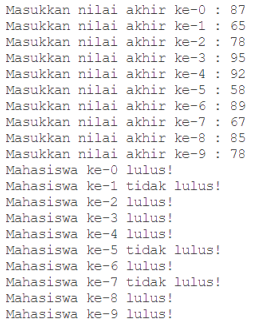 Masukkan nilai akhir ke-0 : 87
Masukkan nilai akhir ke-1 : 65
Masukkan nilai akhir ke-2 : 78
Masukkan nilai akhir ke-3 : 95
Masukkan nilai akhir ke-4 : 92
Masukkan nilai akhir ke-5 : 58
Masukkan nilai akhir ke-6 : 89
Masukkan nilai akhir ke-7 : 67
Masukkan nilai akhir ke-8 : 85
Masukkan nilai akhir ke-9 : 78
Mahasiswa ke-0 lulus!
Mahasiswa ke-1 tidak lulus!
Mahasiswa ke-2 lulus!
Mahasiswa ke-3 lulus!
Mahasiswa ke-4 lulus!
Mahasiswa ke-5 tidak lulus!
Mahasiswa ke-6 lulus!
Mahasiswa ke-7 tidak lulus!
Mahasiswa ke-8 lulus!
Mahasiswa ke-9 lulus!